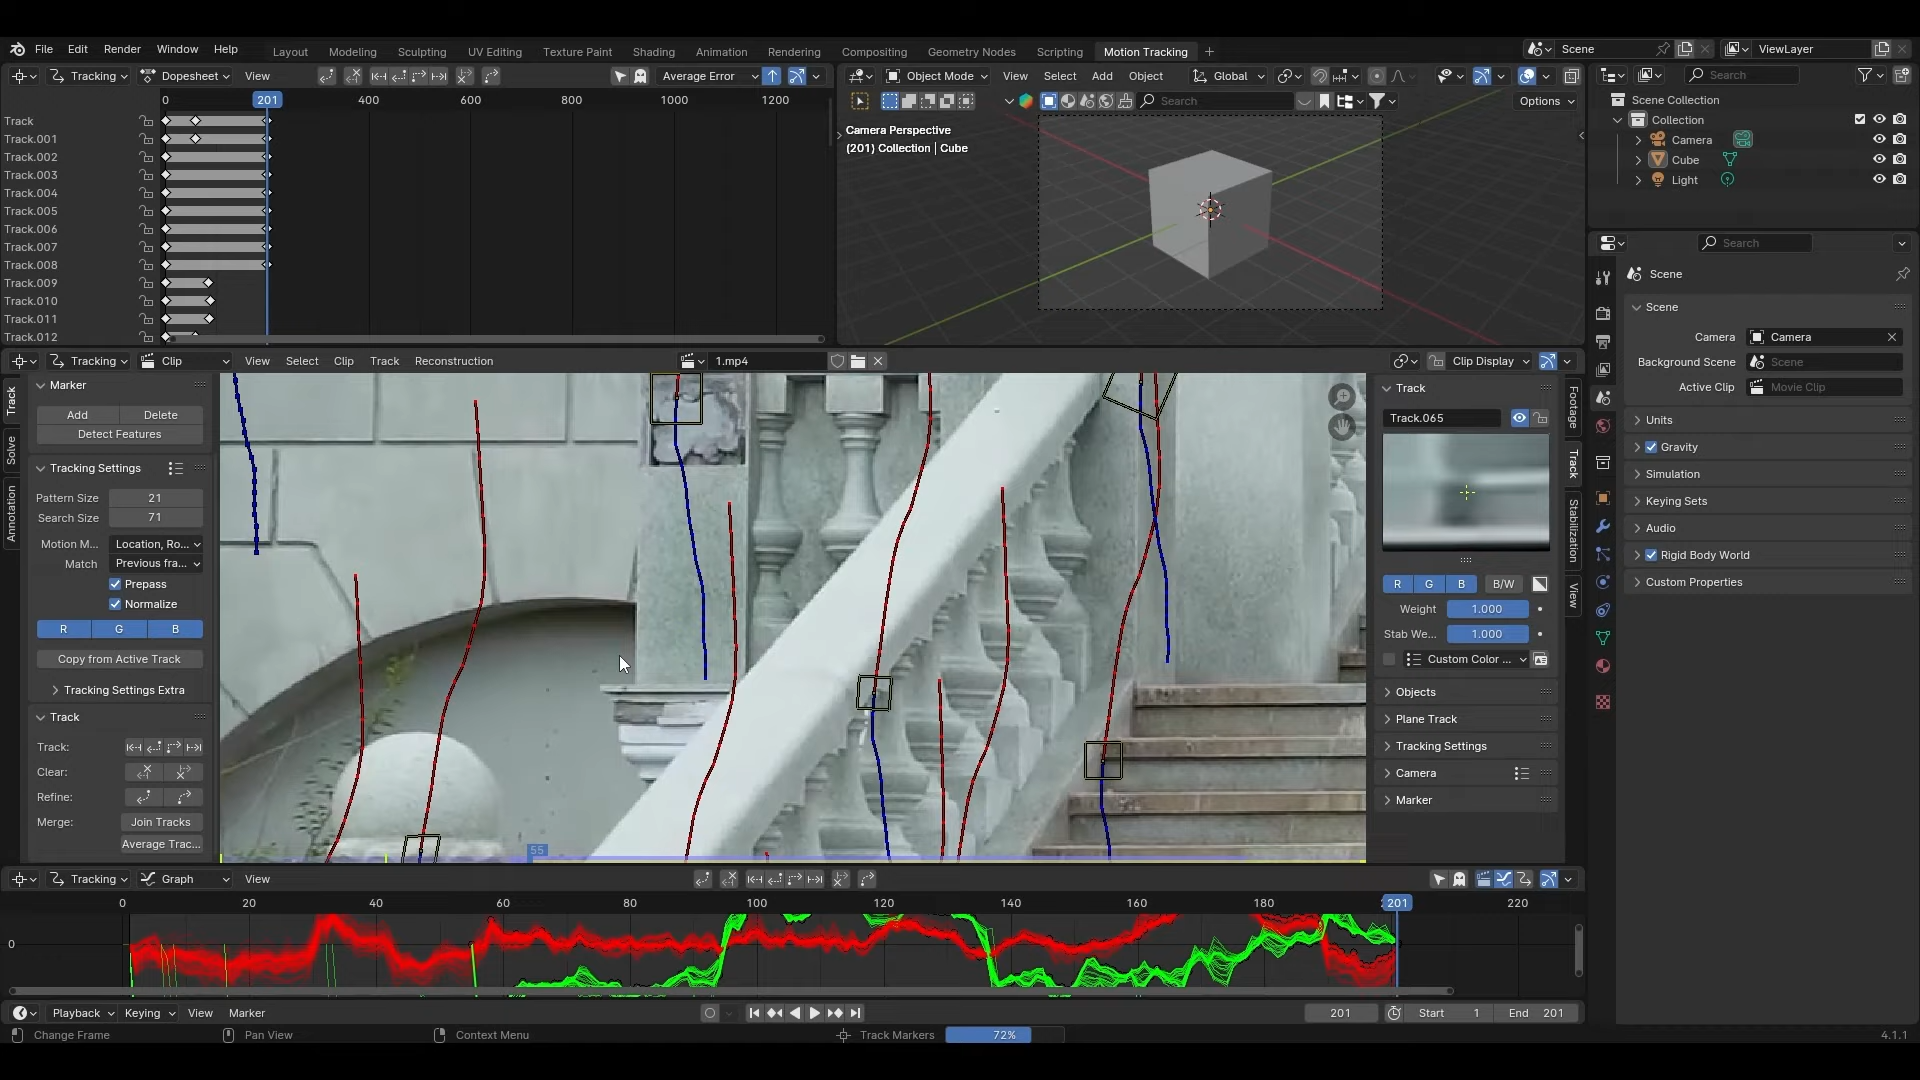 File Edit Render Window Help Layout Modeling Sculpting UV Editing Texture Paint Shading Animation Rendering Compositing Geometry Nodes Scripting Motion Tracking + Scene ViewLayer
Tracking Dopesheet View Average Error
0 201 400 600 800 1000 1200
Track
Track.001
Track.002
Track.003
Track.004
Track.005
Track.006
Track.007
Track.008
Track.009
Track.010
Track.011
Track.012
Object Mode View Select Add Object Global
Search Options
Camera Perspective
(201) Collection | Cube
Search
Scene Collection
Collection
Camera
Cube
Light
Search
Scene
Scene
Camera Camera
Background Scene Scene
Active Clip Movie Clip
Units
Gravity
Simulation
Keying Sets
Audio
Rigid Body World
Custom Properties
Tracking Clip View Select Clip Track Reconstruction 1.mp4 Clip Display
Track
Solve
Annotation
Marker
Add Delete
Detect Features
Tracking Settings
Pattern Size 21
Search Size 71
Motion M... Location, Ro...
Match Previous fra...
Prepass
Normalize
R G B
Copy from Active Track
Tracking Settings Extra
Track
Track:
Clear:
Refine:
Merge: Join Tracks
Average Trac...
55
Track
Track.065
R G B B/W
Weight 1.000
Stab We... 1.000
Custom Color ...
Objects
Plane Track
Tracking Settings
Camera
Marker
Footage
Track
Stabilization
View
Tracking Graph View
0 20 40 60 80 100 120 140 160 180 201 220
0
Playback Keying View Marker 201 Start 1 End 201
Change Frame Pan View Context Menu Track Markers 72% 4.1.1